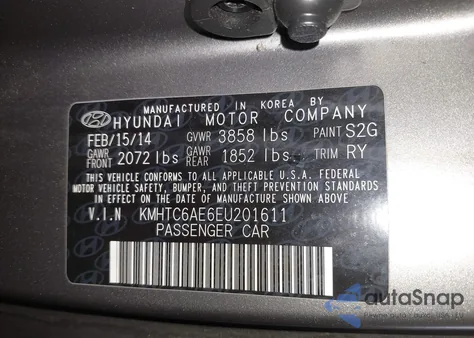 MANUFACTURED IN KOREA BY
HYUNDAI MOTOR COMPANY
FEB/15/14 GVWR 3858 lbs PAINT S2G
GAWR FRONT 2072 lbs GAWR REAR 1852 lbs TRIM RY
THIS VEHICLE CONFORMS TO ALL APPLICABLE U.S.A. FEDERAL
MOTOR VEHICLE SAFETY, BUMPER, AND THEFT PREVENTION STANDARDS
IN EFFECT ON THE DATE OF MANUFACTURE SHOWN ABOVE
V.I.N KMHTC6AE6EU201611
PASSENGER CAR
autaSnap